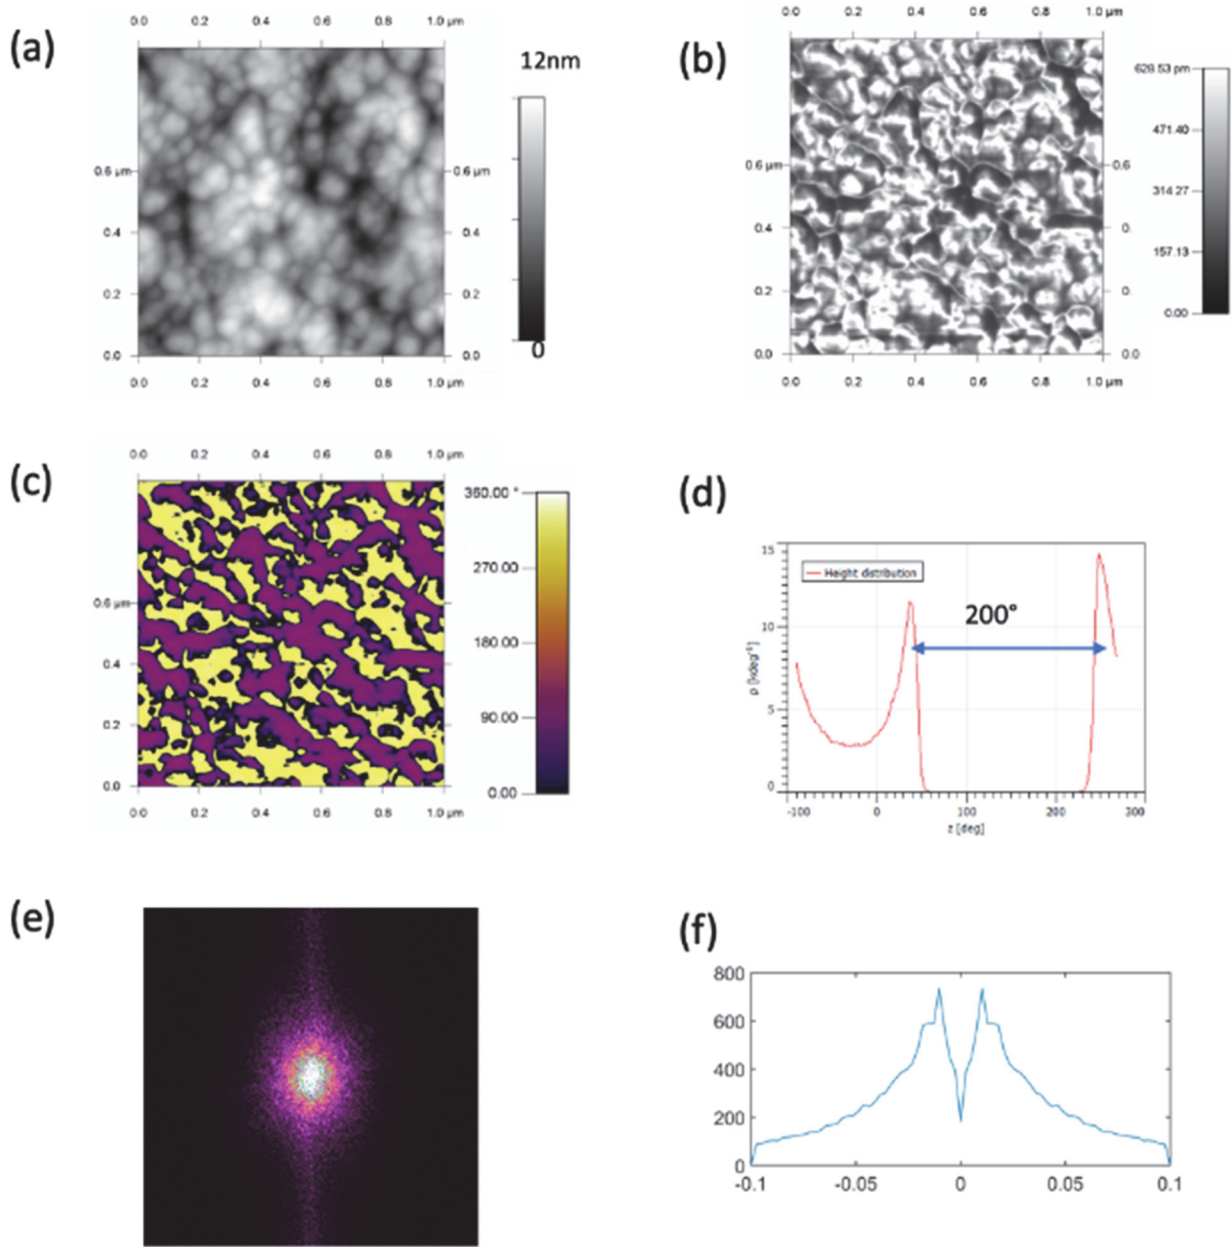 (a)
0.0 0.2 0.4 0.6 0.8 1.0 µm
0.6 µm
0.4
0.2
0.0
0.6 µm
0.4
0.2
0.0
0.0 0.2 0.4 0.6 0.8 1.0 µm
12nm
0
(b)
0.0 0.2 0.4 0.6 0.8 1.0 µm
0.6 µm
0.4
0.2
0.0
0.6
0.
0.
0.0
0.0 0.2 0.4 0.6 0.8 1.0 µm
628.53 pm
471.40
314.27
157.13
0.00
(c)
0.0 0.2 0.4 0.6 0.8 1.0 µm
0.6 µm
0.4
0.2
0.0
0.0 0.2 0.4 0.6 0.8 1.0 µm
360.00 °
270.00
180.00
90.00
0.00
(d)
15
10
5
0
ρ [kdeg⁻¹]
Height distribution
200°
-100 0 100 200 300
z [deg]
(e)
(f)
800
600
400
200
0
-0.1 -0.05 0 0.05 0.1